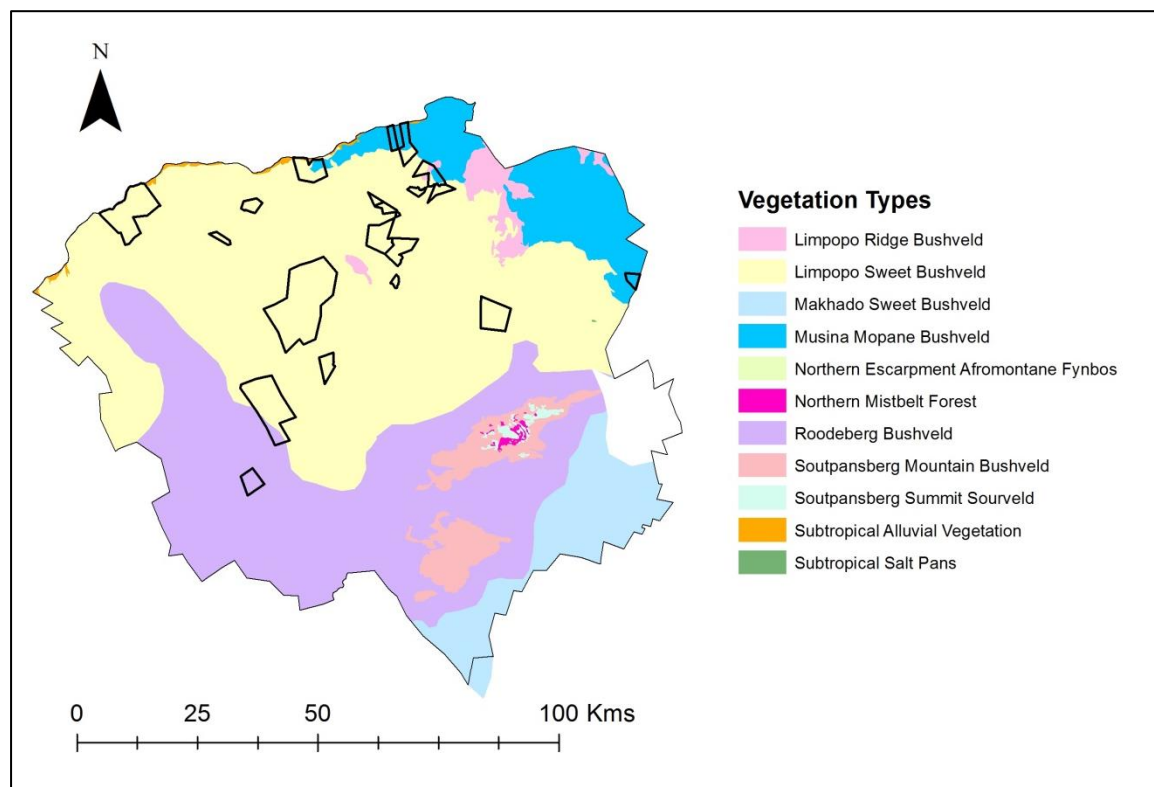 N
Vegetation Types
Limpopo Ridge Bushveld
Limpopo Sweet Bushveld
Makhado Sweet Bushveld
Musina Mopane Bushveld
Northern Escarpment Afromontane Fynbos
Northern Mistbelt Forest
Roodeberg Bushveld
Soutpansberg Mountain Bushveld
Soutpansberg Summit Sourveld
Subtropical Alluvial Vegetation
Subtropical Salt Pans
0 25 50 100 Kms